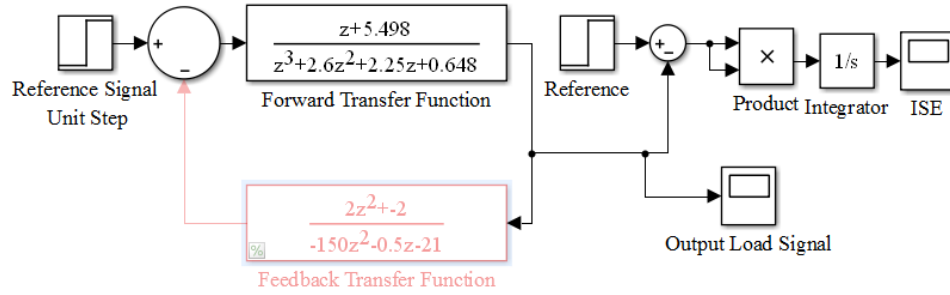 z+5.498
z³+2.6z²+2.25z+0.648
Forward Transfer Function
+
−
Reference Signal
Unit Step
Reference
+
−
×
Product
1/s
Integrator
ISE
2z²+-2
-150z²-0.5z-21
%
Feedback Transfer Function
Output Load Signal